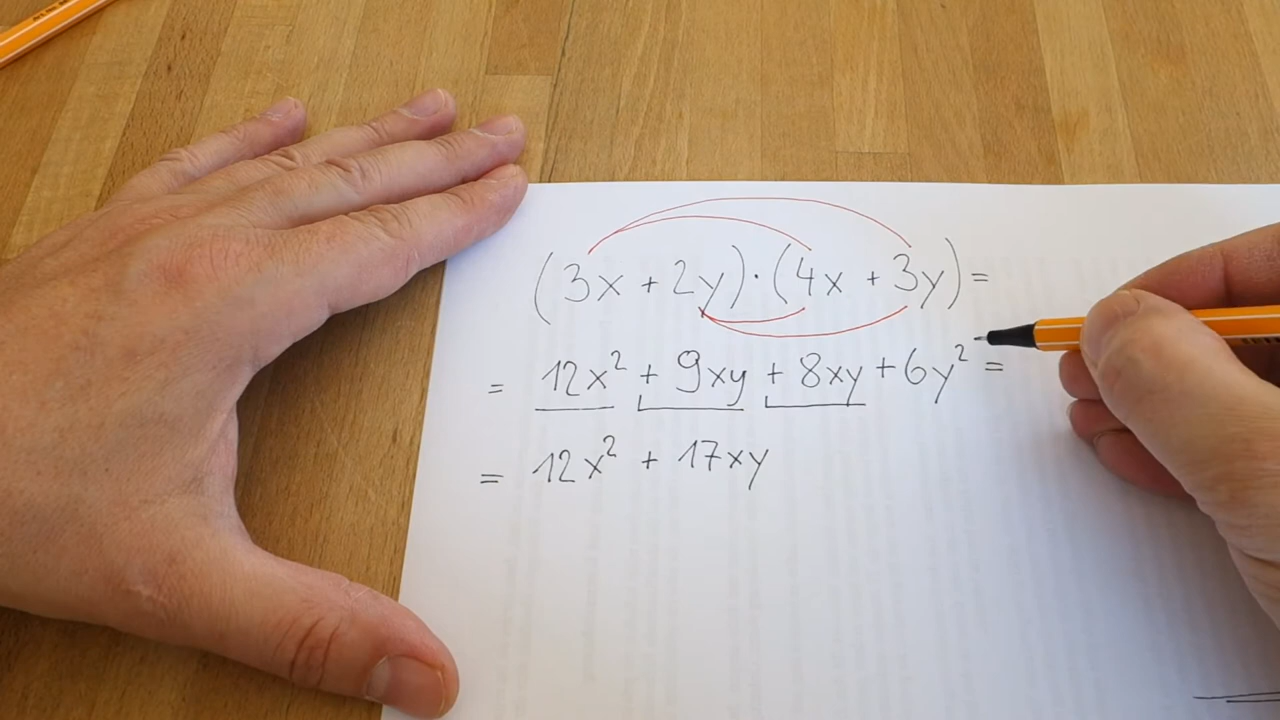 (3x + 2y) · (4x + 3y) =
= 12x² + 9xy + 8xy + 6y² =
= 12x² + 17xy